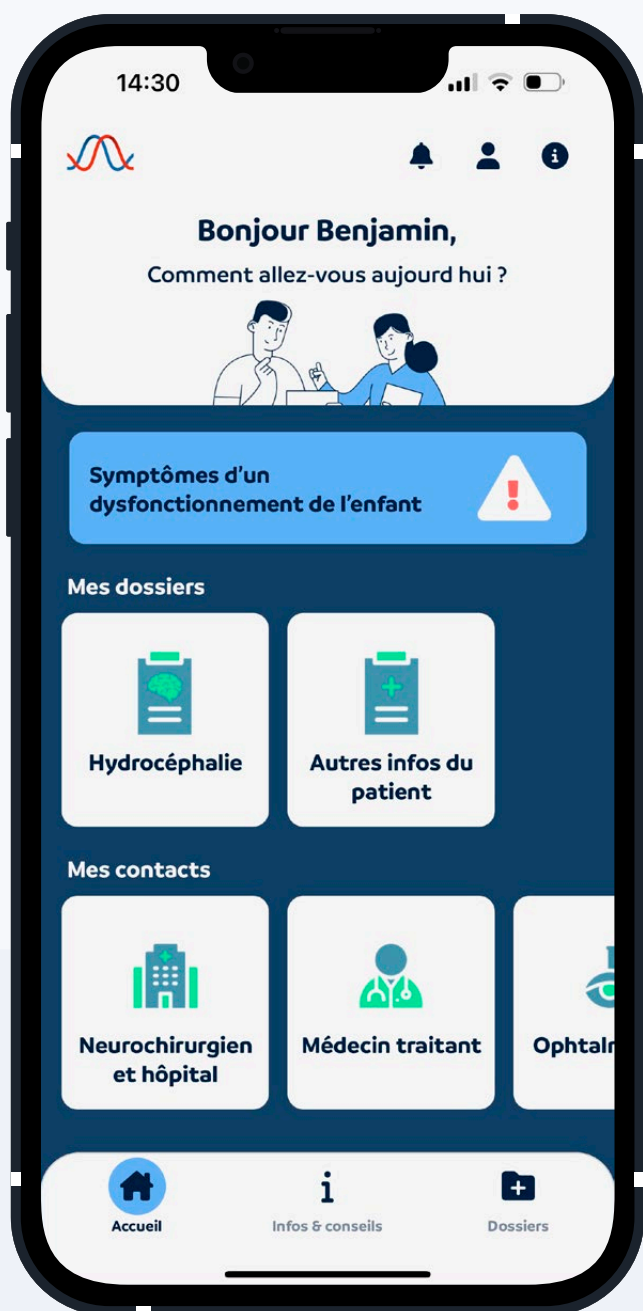 14:30
Bonjour Benjamin,
Comment allez-vous aujourd hui ?
Symptômes d'un
dysfonctionnement de l'enfant
Mes dossiers
Hydrocéphalie
Autres infos du
patient
Mes contacts
Neurochirurgien
et hôpital
Médecin traitant
Ophtalm
Accueil
Infos & conseils
Dossiers